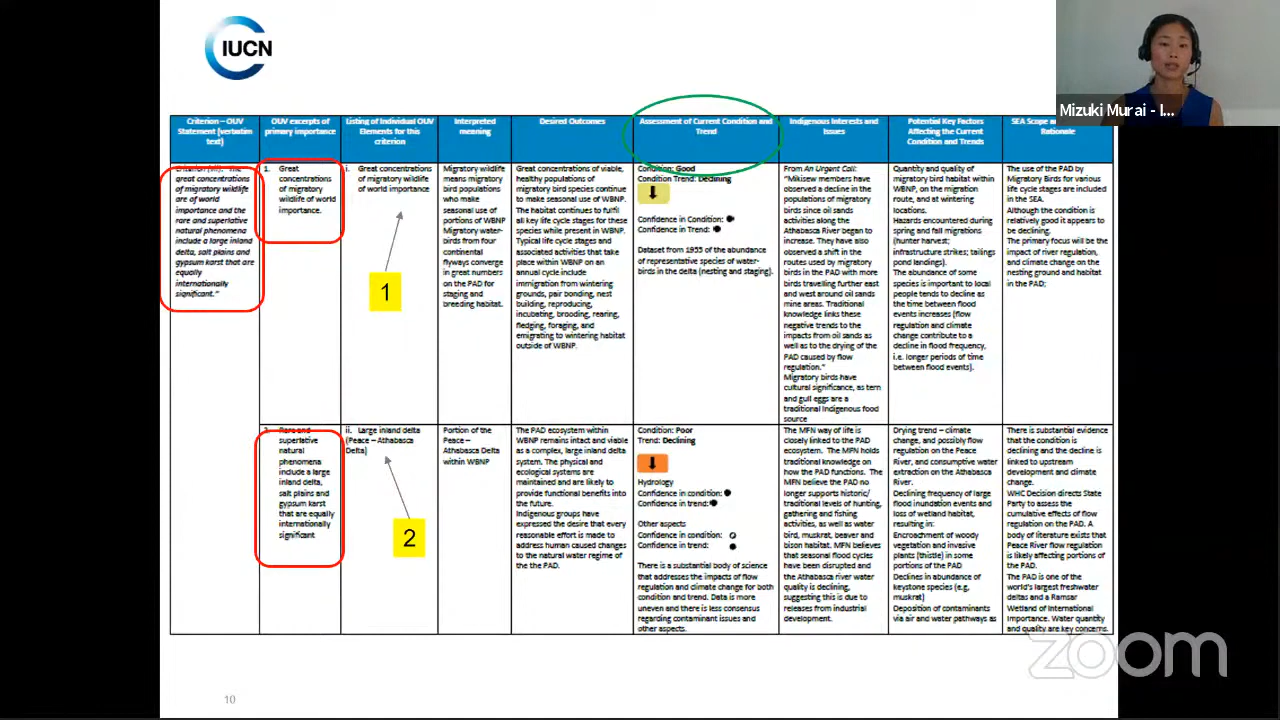 IUCN
Mizuki Murai - I...
Criterion – OUV
Statement [verbatim
text)
OUV excerpts of
primary importance
Listing of Individual OUV
Elements for this
criterion
Interpreted
meaning
Desired Outcomes
Assessment of Current Condition and
Trend
Indigenous Interests and
Issues
Potential Key Factors
Affecting the Current
Condition and Trends
SEA Scope
Rationale
Criterion (vii): "The
great concentrations
of migratory wildlife
are of world
importance and the
rare and superlative
natural phenomena
include a large inland
delta, salt plains and
gypsum karst that are
equally
internationally
significant."
1. Great
concentrations
of migratory
wildlife of world
importance.
i. Great concentrations
of migratory wildlife
of world importance
1
Migratory wildlife
means migratory
bird populations
who make
seasonal use of
portions of WBNP
Migratory water-
birds from four
continental
flyways converge
in great numbers
on the PAD for
staging and
breeding habitat.
Great concentrations of viable,
healthy populations of
migratory bird species continue
to make seasonal use of WBNP.
The habitat continues to fulfil
all key life cycle stages for these
species while present in WBNP.
Typical life cycle stages and
associated activities that take
place within WBNP on an
annual cycle include
immigration from wintering
grounds, pair bonding, nest
building, reproducing,
incubating, brooding, rearing,
fledging, foraging, and
emigrating to wintering habitat
outside of WBNP.
Condition: Good
Condition Trend: Declining
Confidence in Condition:
Confidence in Trend:
Dataset from 1955 of the abundance
of representative species of water-
birds in the delta (nesting and staging).
From An Urgent Call:
"Mikisew members have
observed a decline in the
populations of migratory
birds since oil sands
activities along the
Athabasca River began to
increase. They have also
observed a shift in the
routes used by migratory
birds in the PAD with more
birds travelling further east
and west around oil sands
mine areas. Traditional
knowledge links these
negative trends to the
impacts from oil sands as
well as to the drying of the
PAD caused by flow
regulation."
Migratory birds have
cultural significance, as tern
and gull eggs are a
traditional Indigenous food
source
Quantity and quality of
migratory bird habitat within
WBNP, on the migration
route, and at wintering
locations.
Hazards encountered during
spring and fall migrations
(hunter harvest;
infrastructure strikes; tailings
pond landings).
The abundance of some
species is important to local
people tends to decline as
the time between flood
events increases (flow
regulation and climate
change contribute to a
decline in flood frequency,
i.e. longer periods of time
between flood events).
The use of the PAD by
Migratory Birds for various
life cycle stages are included
in the SEA.
Although the condition is
relatively good it appears to
be declining.
The primary focus will be the
impact of river regulation,
and climate change on the
nesting ground and habitat
in the PAD;
2. Rare and
superlative
natural
phenomena
include a large
inland delta,
salt plains and
gypsum karst
that are equally
internationally
significant
ii. Large inland delta
(Peace – Athabasca
Delta)
2
Portion of the
Peace –
Athabasca Delta
within WBNP
The PAD ecosystem within
WBNP remains intact and viable
as a complex, large inland delta
system. The physical and
ecological systems are
maintained and are likely to
provide functional benefits into
the future.
Indigenous groups have
expressed the desire that every
reasonable effort is made to
address human caused changes
to the natural water regime of
the the PAD.
Condition: Poor
Trend: Declining
Hydrology
Confidence in condition:
Confidence in trend:
Other aspects
Confidence in condition:
Confidence in trend:
There is a substantial body of science
that addresses the impacts of flow
regulation and climate change for both
condition and trend. Data is more
uneven and there is less consensus
regarding contaminant issues and
other aspects.
The MFN way of life is
closely linked to the PAD
ecosystem. The MFN holds
traditional knowledge on
how the PAD functions. The
MFN believe the PAD no
longer supports historic/
traditional levels of hunting,
gathering and fishing
activities, as well as water
bird, muskrat, beaver and
bison habitat. MFN believes
that seasonal flood cycles
have been disrupted and
the Athabasca river water
quality is declining,
suggesting this is due to
releases from industrial
development.
Drying trend – climate
change, and possibly flow
regulation on the Peace
River, and consumptive water
extraction on the Athabasca
River.
Declining frequency of large
flood inundation events and
loss of wetland habitat,
resulting in:
Encroachment of woody
vegetation and invasive
plants (thistle) in some
portions of the PAD
Declines in abundance of
keystone species (e.g,
muskrat)
Deposition of contaminants
via air and water pathways as
There is substantial evidence
that the condition is
declining and the decline is
linked to upstream
development and climate
change.
WHC Decision directs State
Party to assess the
cumulative effects of flow
regulation on the PAD. A
body of literature exists that
Peace River flow regulation
is likely affecting portions of
the PAD.
The PAD is one of the
world's largest freshwater
deltas and a Ramsar
Wetland of International
Importance. Water quantity
and quality are key concerns.
zoom
10